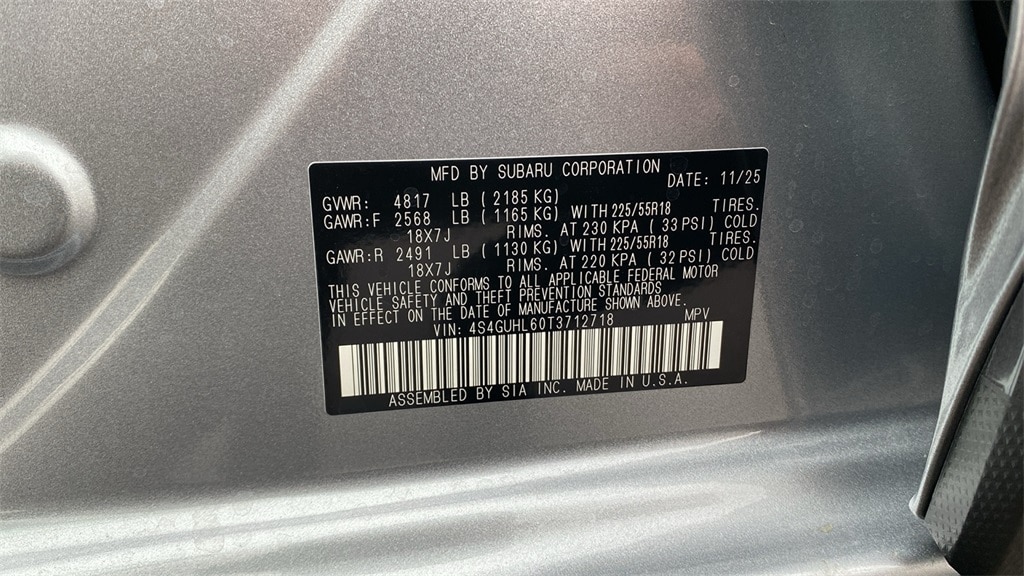 MFD BY SUBARU CORPORATION
DATE: 11/25
GVWR: 4817 LB ( 2185 KG)
GAWR:F 2568 LB ( 1165 KG) WITH 225/55R18 TIRES.
18X7J RIMS. AT 230 KPA ( 33 PSI) COLD
GAWR:R 2491 LB ( 1130 KG) WITH 225/55R18 TIRES.
18X7J RIMS. AT 220 KPA ( 32 PSI) COLD
THIS VEHICLE CONFORMS TO ALL APPLICABLE FEDERAL MOTOR
VEHICLE SAFETY AND THEFT PREVENTION STANDARDS
IN EFFECT ON THE DATE OF MANUFACTURE SHOWN ABOVE.
VIN: 4S4GUHL60T3712718 MPV
ASSEMBLED BY SIA INC. MADE IN U.S.A.